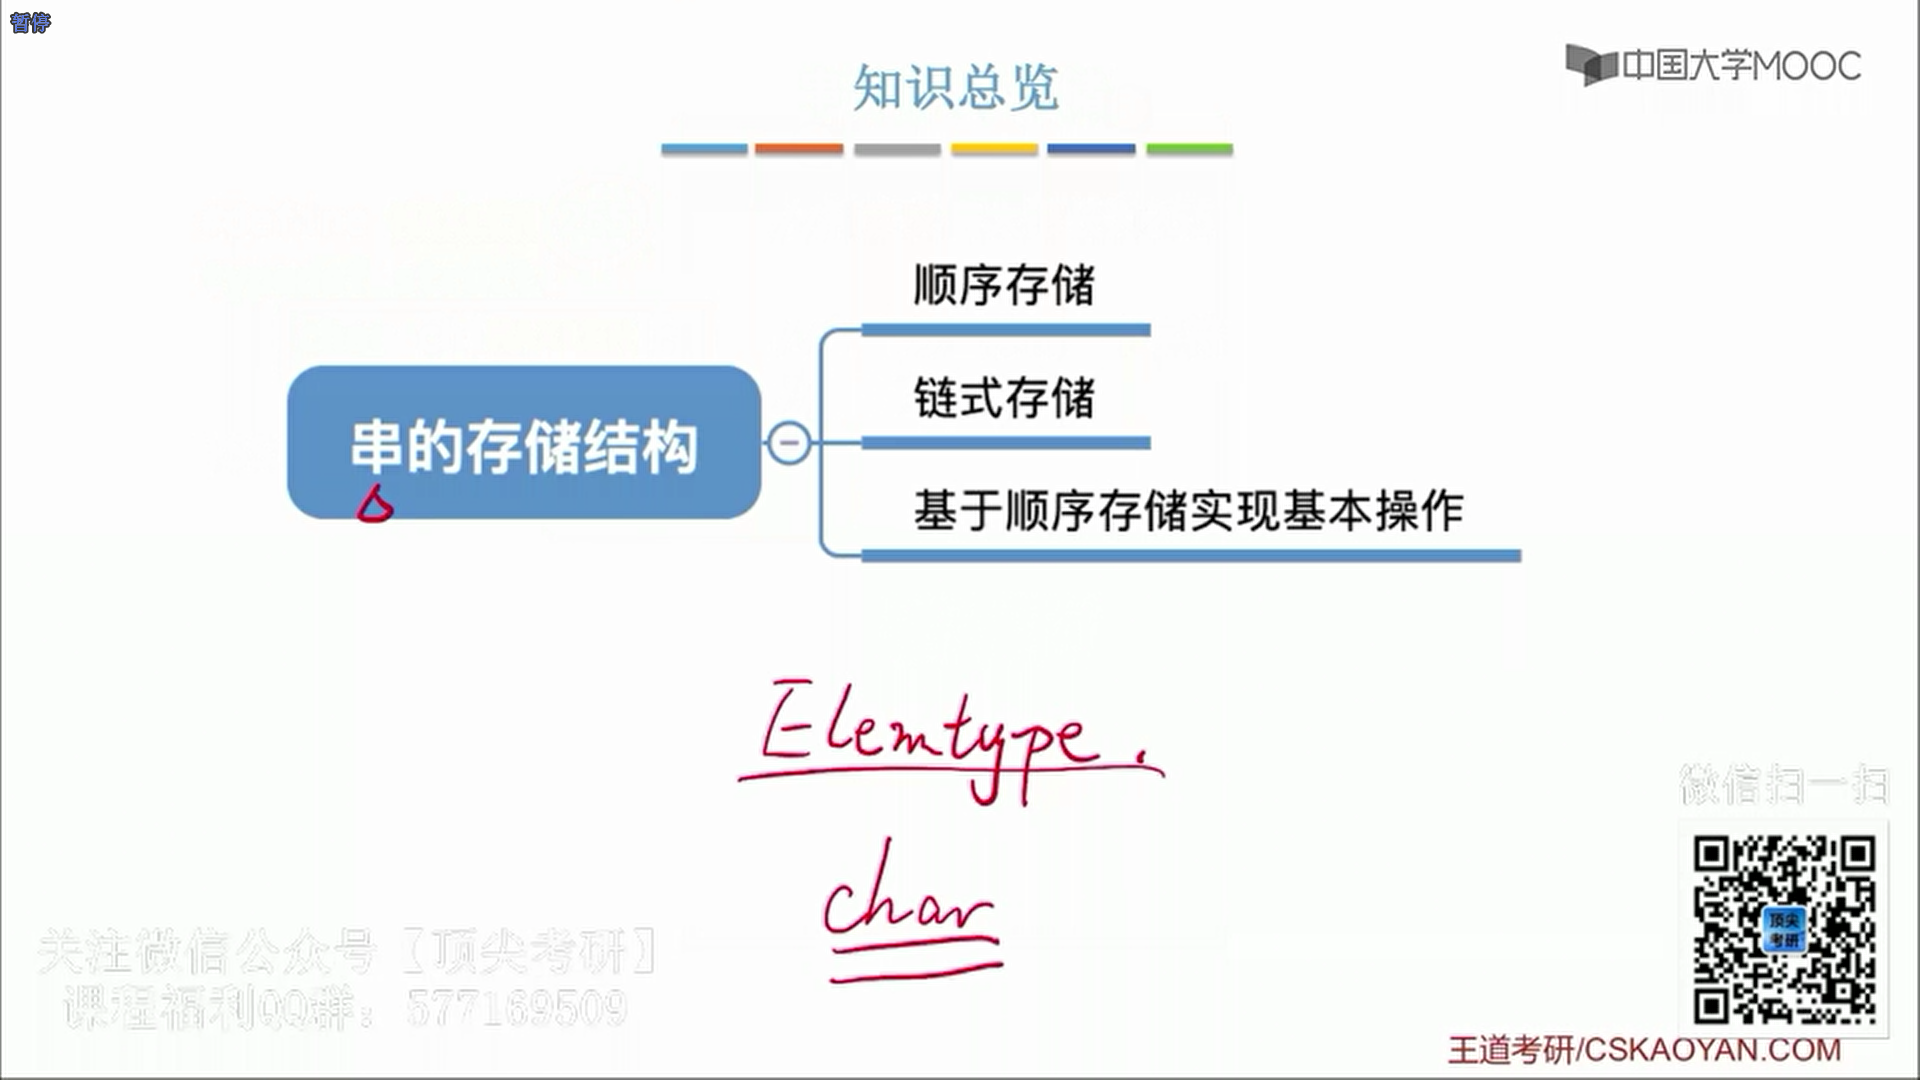 暂停
中国大学MOOC
知识总览
顺序存储
链式存储
串的存储结构
基于顺序存储实现基本操作
Elemtype.
char
微信扫一扫
顶尖
考研
关注微信公众号【顶尖考研】
课程福利QQ群：577169509
王道考研/CSKAOYAN.COM